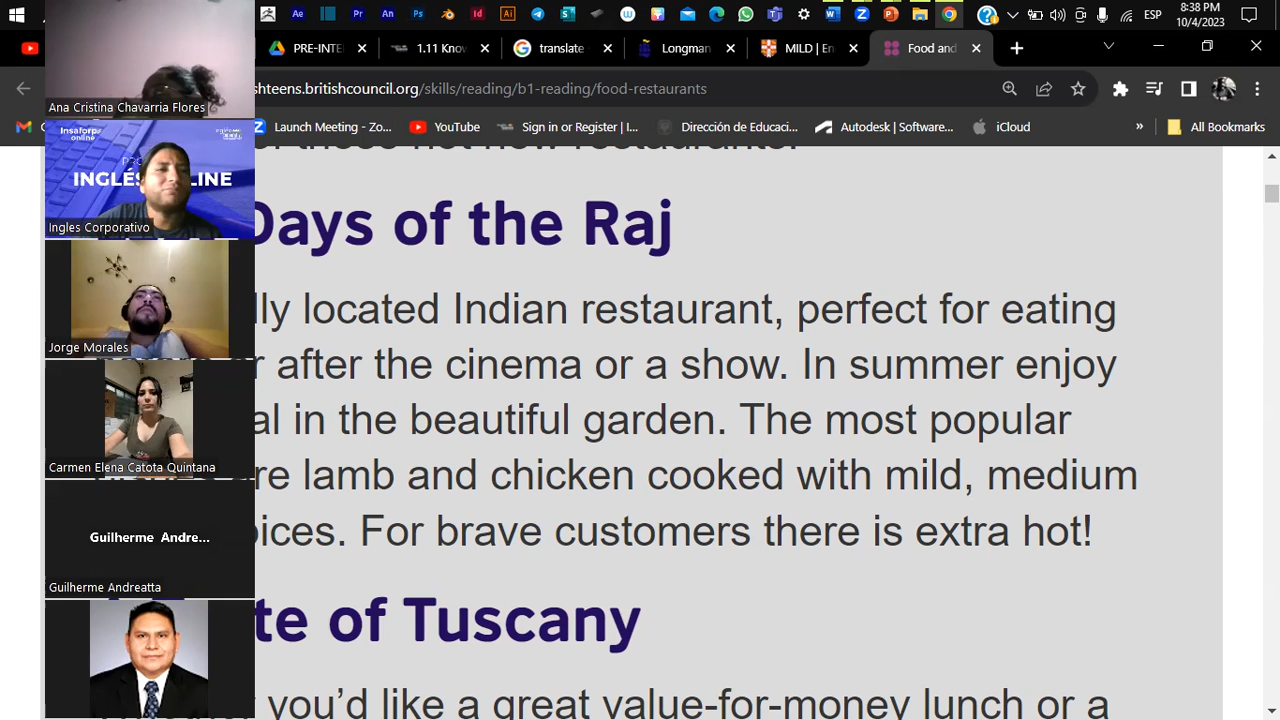 8:38 PM
10/4/2023
ESP
PRE-INTE
1.11 Kno
translate
Longman
MILD | En
Food and
shteens.britishcouncil.org/skills/reading/b1-reading/food-restaurants
Launch Meeting - Zo...
YouTube
Sign in or Register | I...
Dirección de Educaci...
Autodesk | Software...
iCloud
»
All Bookmarks
Days of the Raj
lly located Indian restaurant, perfect for eating
after the cinema or a show. In summer enjoy
al in the beautiful garden. The most popular
re lamb and chicken cooked with mild, medium
pices. For brave customers there is extra hot!
te of Tuscany
you’d like a great value-for-money lunch or a
Ana Cristina Chavarria Flores
Insaforp
online
INGLÉS
LINE
Ingles Corporativo
Jorge Morales
Carmen Elena Catota Quintana
Guilherme Andre...
Guilherme Andreatta